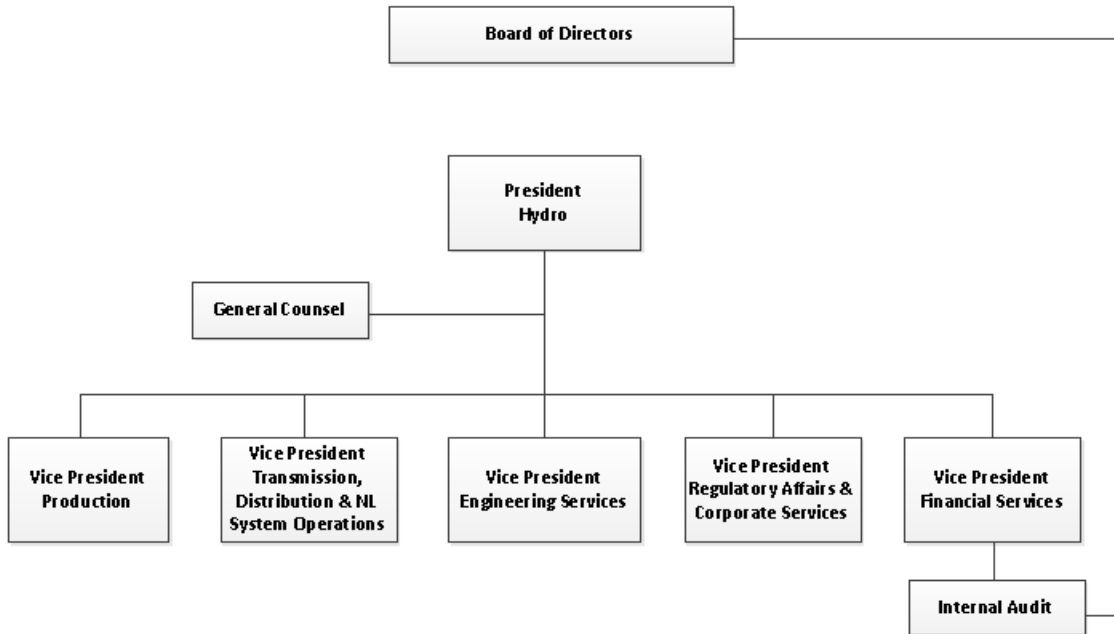 Board of Directors
President
Hydro
General Counsel
Vice President
Production
Vice President
Transmission,
Distribution & NL
System Operations
Vice President
Engineering Services
Vice President
Regulatory Affairs &
Corporate Services
Vice President
Financial Services
Internal Audit